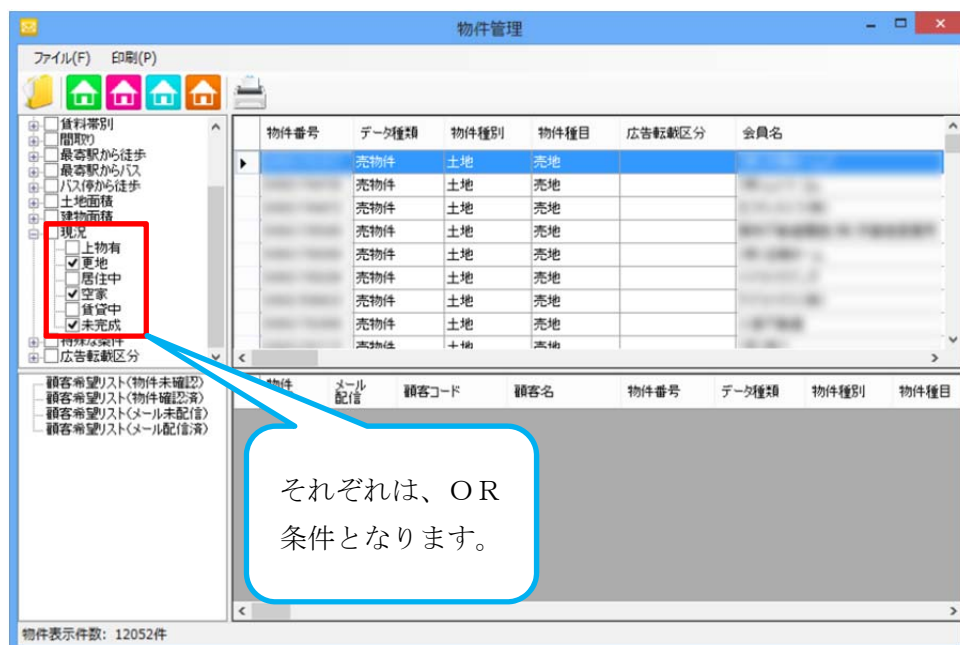 物件管理
ファイル(F) 印刷(P)
賃料帯別
間取り
最寄駅から徒歩
最寄駅からバス
バス停から徒歩
土地面積
建物面積
現況
上物有
更地
居住中
空家
賃貸中
未完成
特殊な条件
広告転載区分
物件番号 データ種類 物件種別 物件種目 広告転載区分 会員名
売物件 土地 売地
売物件 土地 売地
売物件 土地 売地
売物件 土地 売地
売物件 土地 売地
売物件 土地 売地
売物件 土地 売地
売物件 土地 売地
売物件 土地 売地
顧客希望リスト(物件未確認)
顧客希望リスト(物件確認済)
顧客希望リスト(メール未配信)
顧客希望リスト(メール配信済)
物件 メール配信 顧客コード 顧客名 物件番号 データ種類 物件種別 物件種目
それぞれは、OR
条件となります。
物件表示件数: 12052件